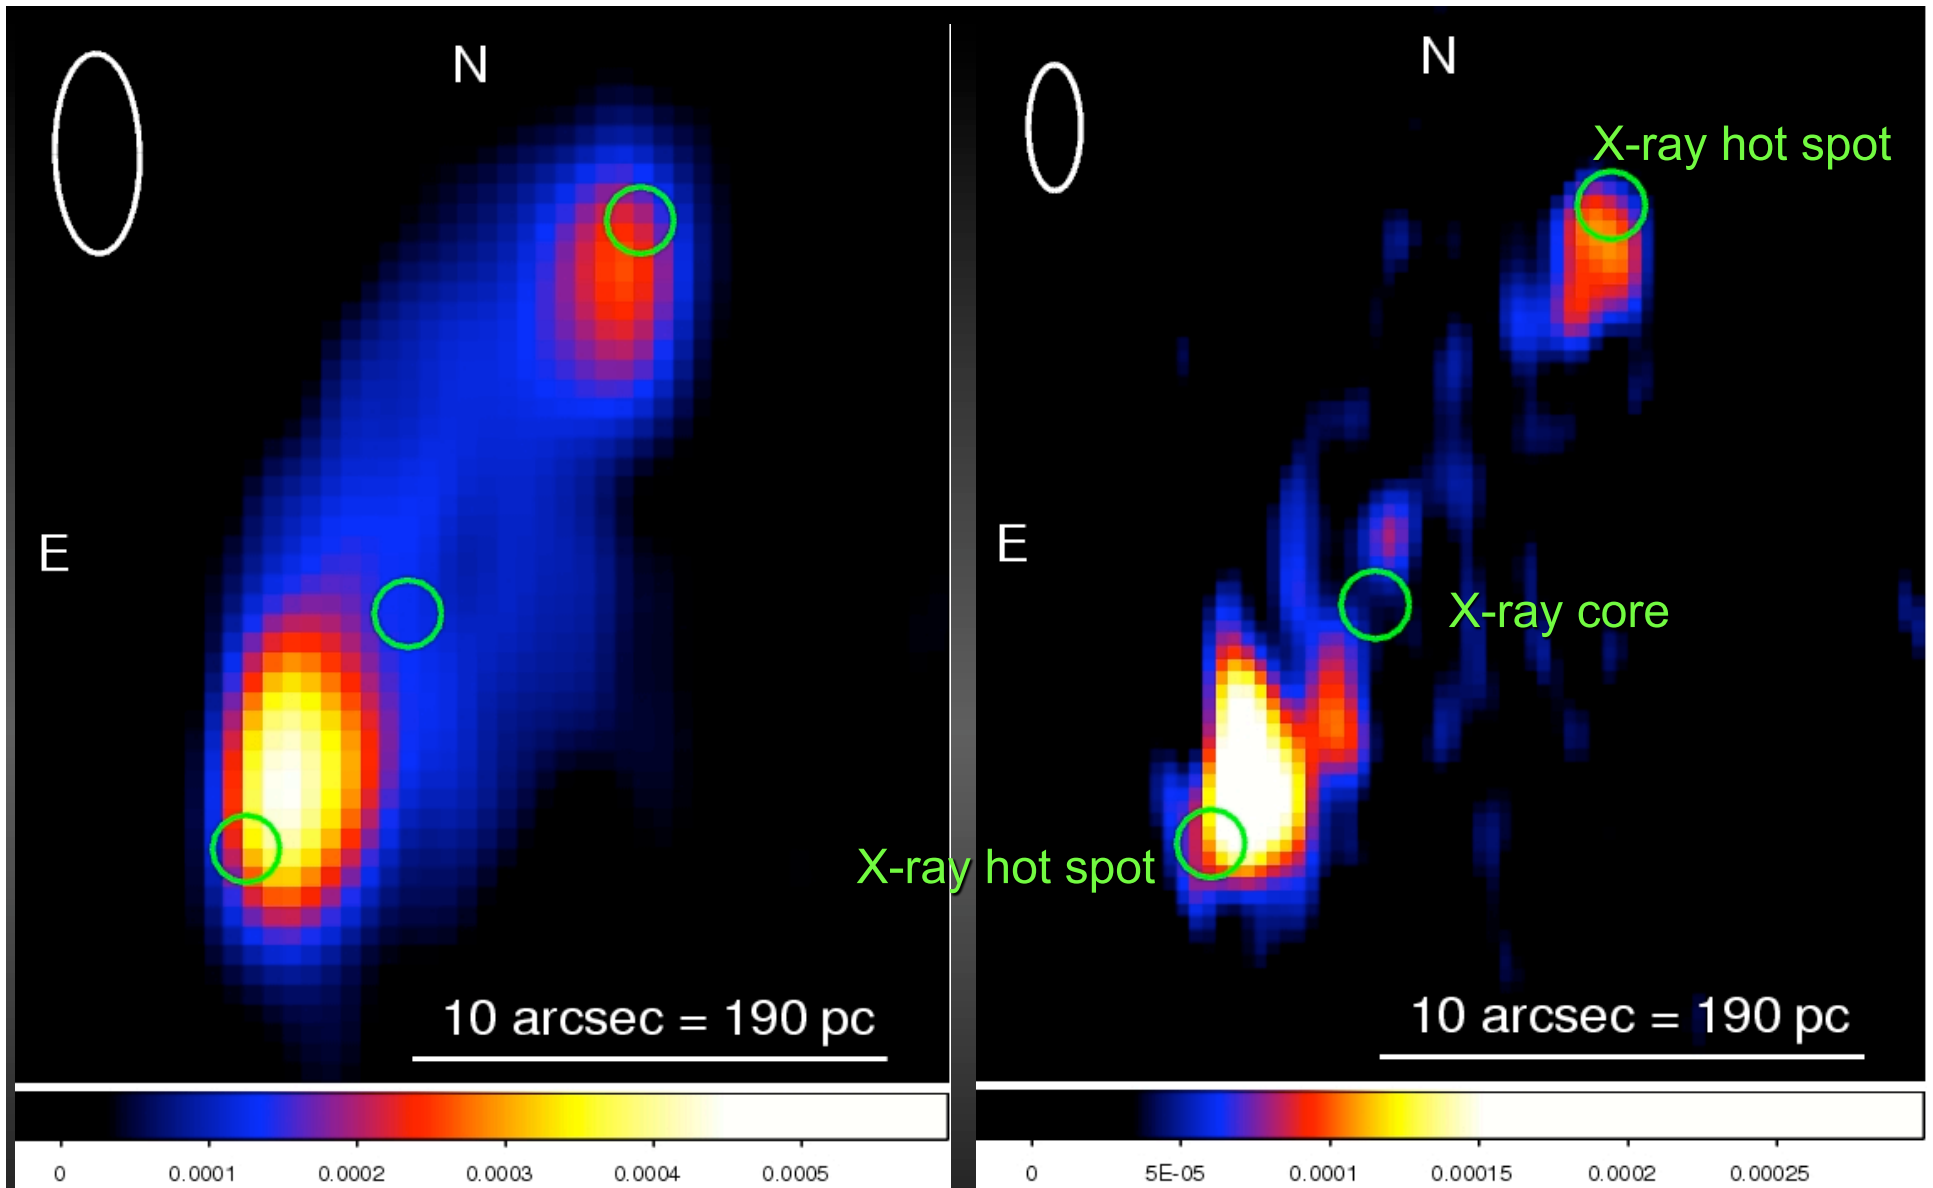 N
E
10 arcsec = 190 pc
0 0.0001 0.0002 0.0003 0.0004 0.0005
X-ray hot spot
N
X-ray hot spot
E
X-ray core
10 arcsec = 190 pc
0 5E-05 0.0001 0.00015 0.0002 0.00025